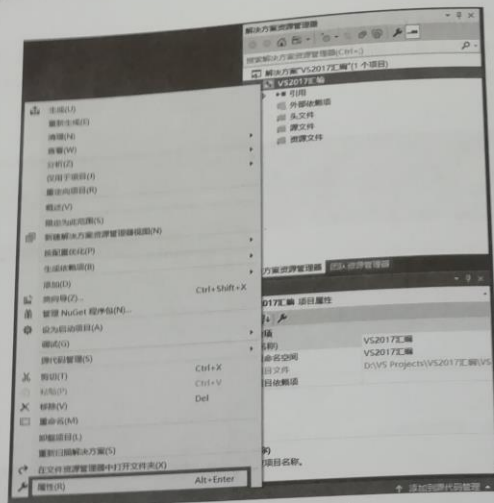 解决方案资源管理器
搜索解决方案资源管理器(Ctrl+;)
解决方案"VS2017汇编"(1 个项目)
VS2017汇编
引用
外部依赖项
头文件
源文件
资源文件
生成(U)
重新生成(E)
清理(N)
查看(W)
分析(Z)
仅用于项目(J)
重定向项目(R)
概述(V)
限定为此范围(S)
新建解决方案资源管理器视图(N)
按配置优化(P)
生成依赖项(B)
添加(D)
类向导(Z)... Ctrl+Shift+X
管理 NuGet 程序包(N)...
设为启动项目(A)
调试(G)
源代码管理(S)
剪切(T) Ctrl+X
粘贴(P) Ctrl+V
移除(V) Del
重命名(M)
卸载项目(L)
重新扫描解决方案(S)
在文件资源管理器中打开文件夹(X)
属性(R) Alt+Enter
方案资源管理器 团队资源管理器
017汇编 项目属性
名称) VS2017汇编
命名空间 VS2017汇编
目文件 D:\VS Projects\VS2017汇编\VS
目依赖项
项目名称。
添加到源代码管理